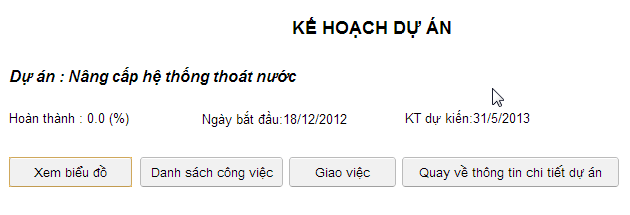 KẾ HOẠCH DỰ ÁN
Dự án : Nâng cấp hệ thống thoát nước
Hoàn thành : 0.0 (%) Ngày bắt đầu:18/12/2012 KT dự kiến:31/5/2013
Xem biểu đồ Danh sách công việc Giao việc Quay về thông tin chi tiết dự án